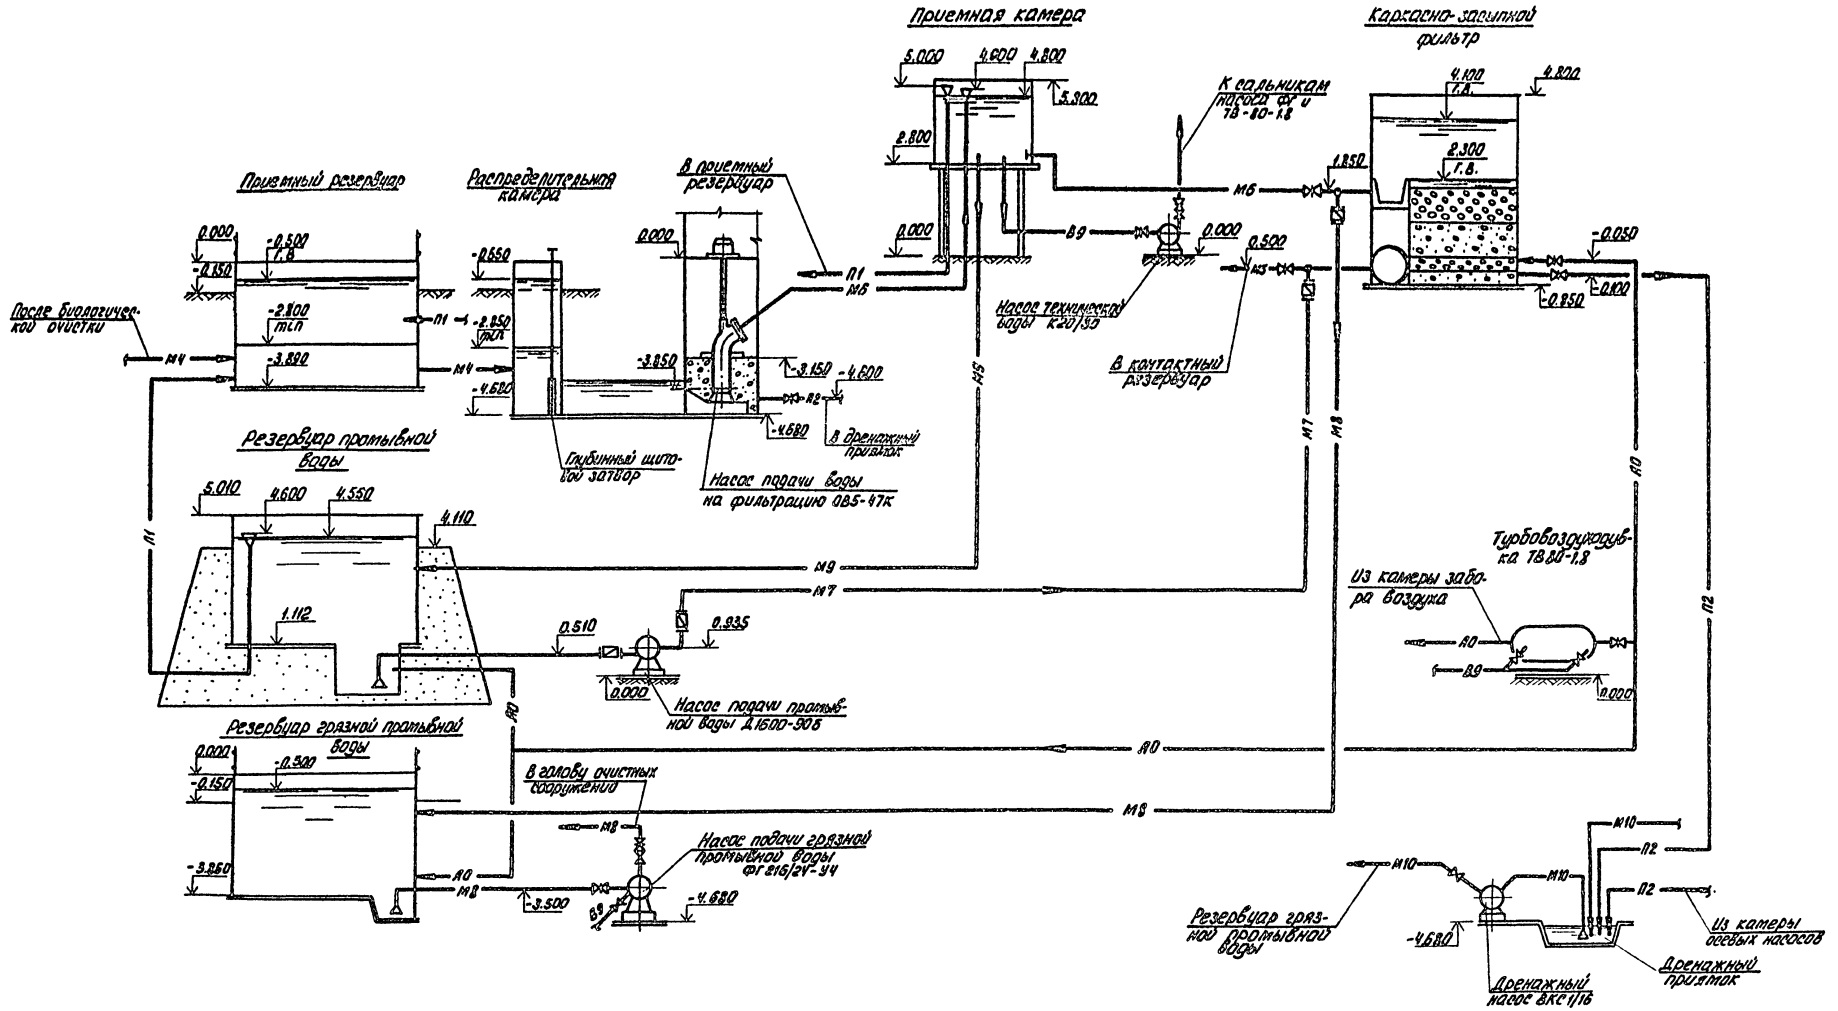 Приемная камера
Каркасно-засыпной
фильтр
5.000
4.600
4.800
5.300
2.800
0.000
К сальникам
насоса ФГ и
ТВ-80-1.8
4.100
Г.В.
4.800
2.300
Г.В.
1.850
М6
В9
0.000
0.500
-0.050
-0.100
-0.850
П2
Насос технической
воды К20/30
В контактный
резервуар
Приемный резервуар
0.000
-0.500
Г.В
-0.150
-2.800
min
-3.890
П1
После биологичес-
кой очистки
М4
М4
Распределительная
камера
-0.650
-2.850
min
-4.680
В приемный
резервуар
0.000
П1
М6
-3.850
-3.150
-4.600
П2
-4.680
В дренажный
приямок
Глубинный щито-
вой затвор
Насос подачи воды
на фильтрацию ОВ5-47К
М5
М7
М8
А0
П2
Резервуар промывной
воды
5.010
4.600
4.550
4.110
1.112
П1
М9
М7
0.510
0.935
0.000
Насос подачи промыв-
ной воды Д1600-90б
А0
А0
Турбовоздуходув-
ка ТВ80-1,8
Из камеры забо-
ра воздуха
А0
В9
0.000
Резервуар грязной промывной
воды
0.000
-0.500
-0.150
-3.860
В голову очистных
сооружений
М8
М8
Насос подачи грязной
промывной воды
ФГ216/24-У4
А0
М8
-3.500
В9
-4.680
М10
П2
М10
М10
П2
Резервуар гряз-
ной промывной
воды
-4.680
Из камеры
осевых насосов
Дренажный
приямок
Дренажный
насос ВКС 1/16